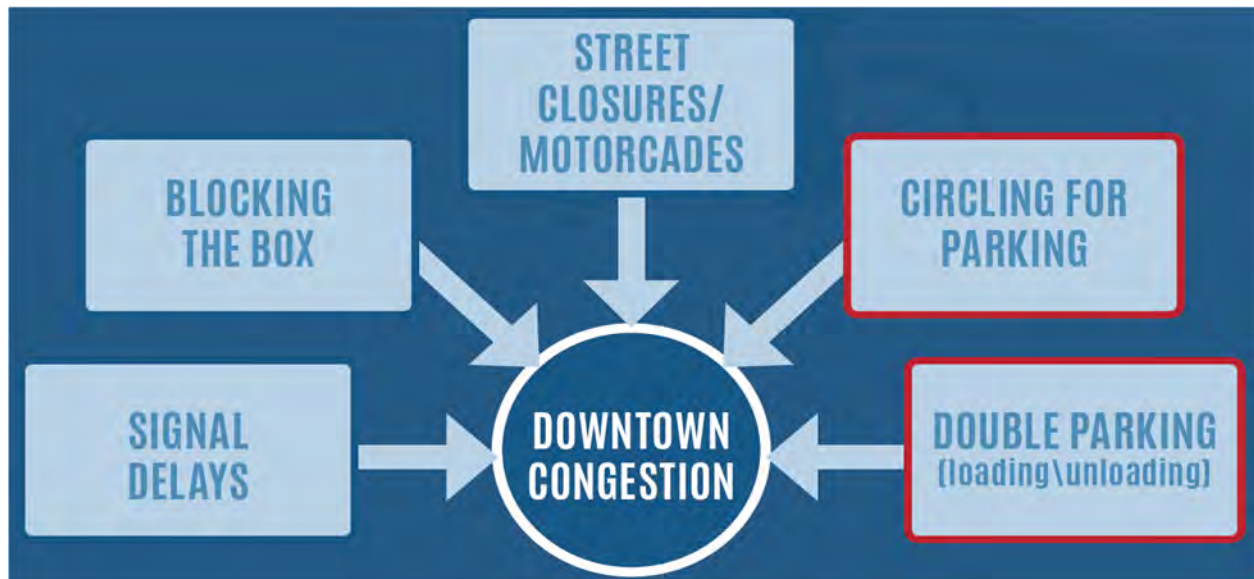 STREET
CLOSURES/
MOTORCADES
BLOCKING
THE BOX
CIRCLING FOR
PARKING
SIGNAL
DELAYS
DOWNTOWN
CONGESTION
DOUBLE PARKING
(loading\unloading)